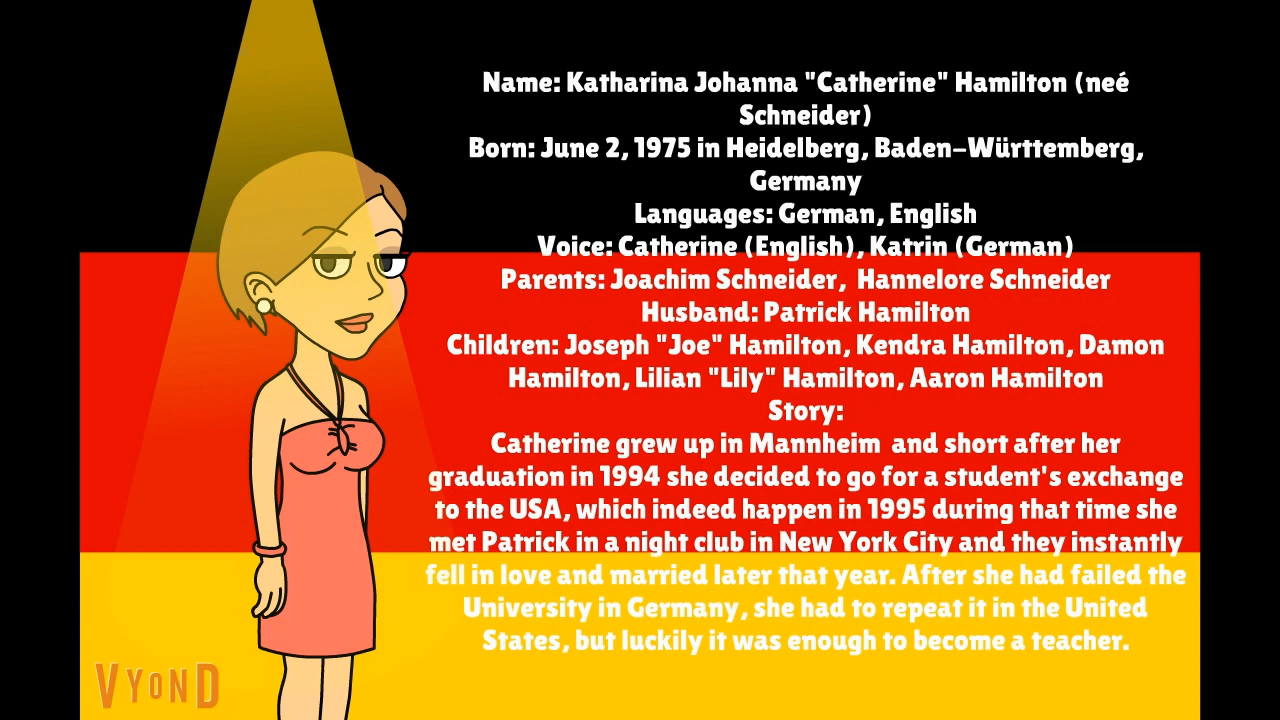 Name: Katharina Johanna "Catherine" Hamilton (neé
Schneider)
Born: June 2, 1975 in Heidelberg, Baden-Württemberg,
Germany
Languages: German, English
Voice: Catherine (English), Katrin (German)
Parents: Joachim Schneider,  Hannelore Schneider
Husband: Patrick Hamilton
Children: Joseph "Joe" Hamilton, Kendra Hamilton, Damon
Hamilton, Lilian "Lily" Hamilton, Aaron Hamilton
Story:
Catherine grew up in Mannheim  and short after her
graduation in 1994 she decided to go for a student's exchange
to the USA, which indeed happen in 1995 during that time she
met Patrick in a night club in New York City and they instantly
fell in love and married later that year. After she had failed the
University in Germany, she had to repeat it in the United
States, but luckily it was enough to become a teacher.
VYOND